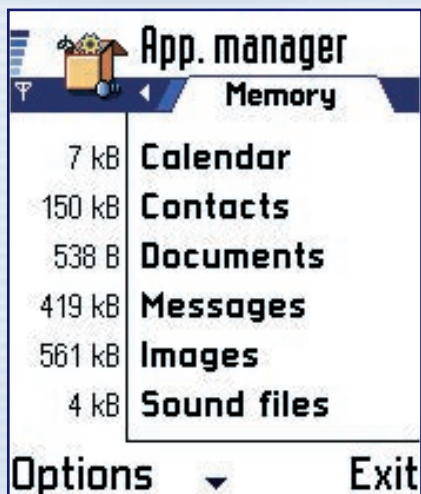 App. manager
Memory
7 kB Calendar
150 kB Contacts
538 B Documents
419 kB Messages
561 kB Images
4 kB Sound files
Options Exit